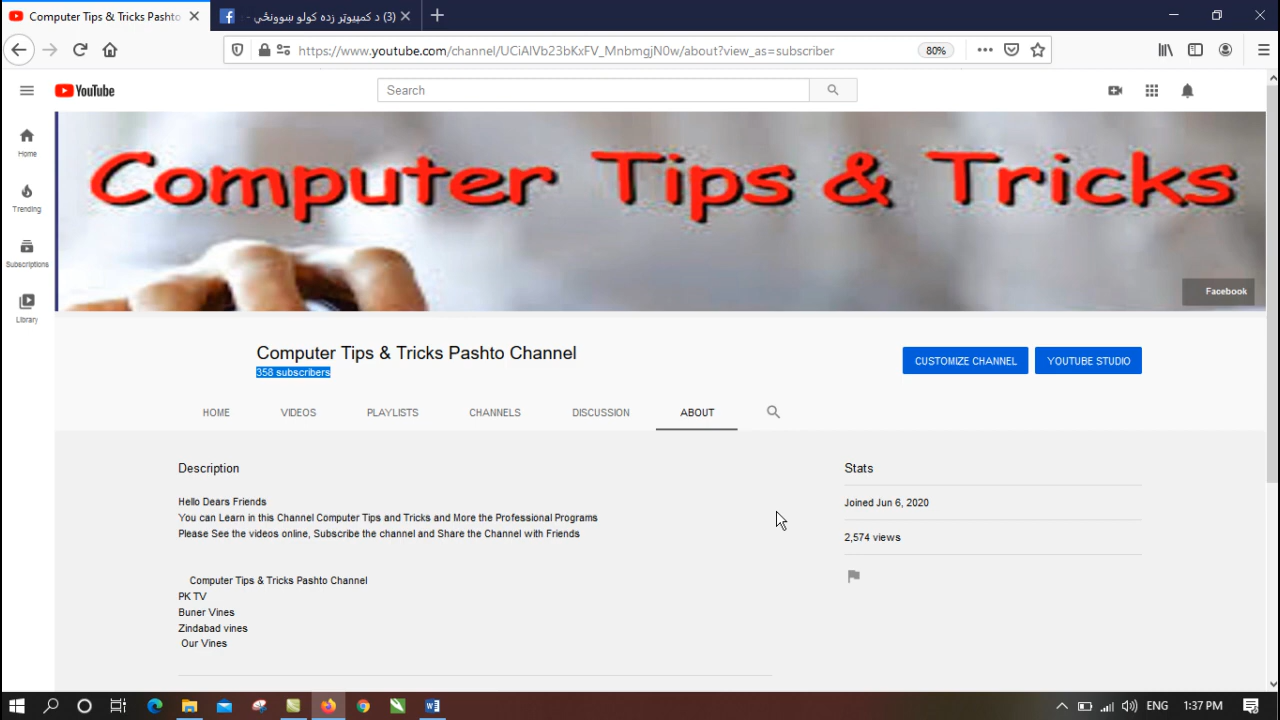 Computer Tips & Tricks Pashto
(3) د کمپیوټر زده کولو ښوونځي -
https://www.youtube.com/channel/UCiAlVb23bKxFV_MnbmgjN0w/about?view_as=subscriber
80%
YouTube
Search
Home
Trending
Subscriptions
Library
Computer Tips & Tricks
Facebook
Computer Tips & Tricks Pashto Channel
358 subscribers
CUSTOMIZE CHANNEL
YOUTUBE STUDIO
HOME VIDEOS PLAYLISTS CHANNELS DISCUSSION ABOUT
Description
Hello Dears Friends
You can Learn in this Channel Computer Tips and Tricks and More the Professional Programs
Please See the videos online, Subscribe the channel and Share the Channel with Friends
Computer Tips & Tricks Pashto Channel
PK TV
Buner Vines
Zindabad vines
Our Vines
Stats
Joined Jun 6, 2020
2,574 views
ENG 1:37 PM